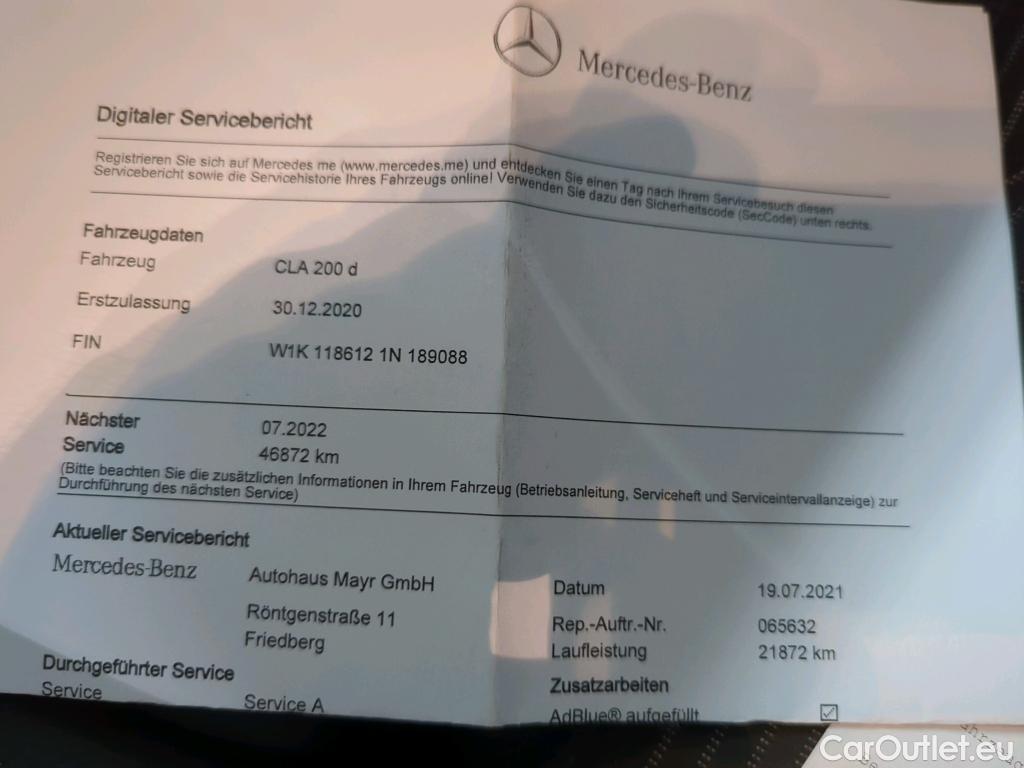 Mercedes-Benz
Digitaler Servicebericht
Registrieren Sie sich auf Mercedes me (www.mercedes.me) und entdecken Sie einen Tag nach Ihrem Servicebesuch diesen
Servicebericht sowie die Servicehistorie Ihres Fahrzeugs online! Verwenden Sie dazu den Sicherheitscode (SecCode) unten rechts.
Fahrzeugdaten
Fahrzeug CLA 200 d
Erstzulassung 30.12.2020
FIN W1K 118612 1N 189088
Nächster 07.2022
Service 46872 km
(Bitte beachten Sie die zusätzlichen Informationen in Ihrem Fahrzeug (Betriebsanleitung, Serviceheft und Serviceintervallanzeige) zur
Durchführung des nächsten Service)
Aktueller Servicebericht
Mercedes-Benz Autohaus Mayr GmbH
Röntgenstraße 11
Friedberg
Datum 19.07.2021
Rep.-Auftr.-Nr. 065632
Laufleistung 21872 km
Durchgeführter Service
Service Service A
Zusatzarbeiten
AdBlue® aufgefüllt
CarOutlet.eu